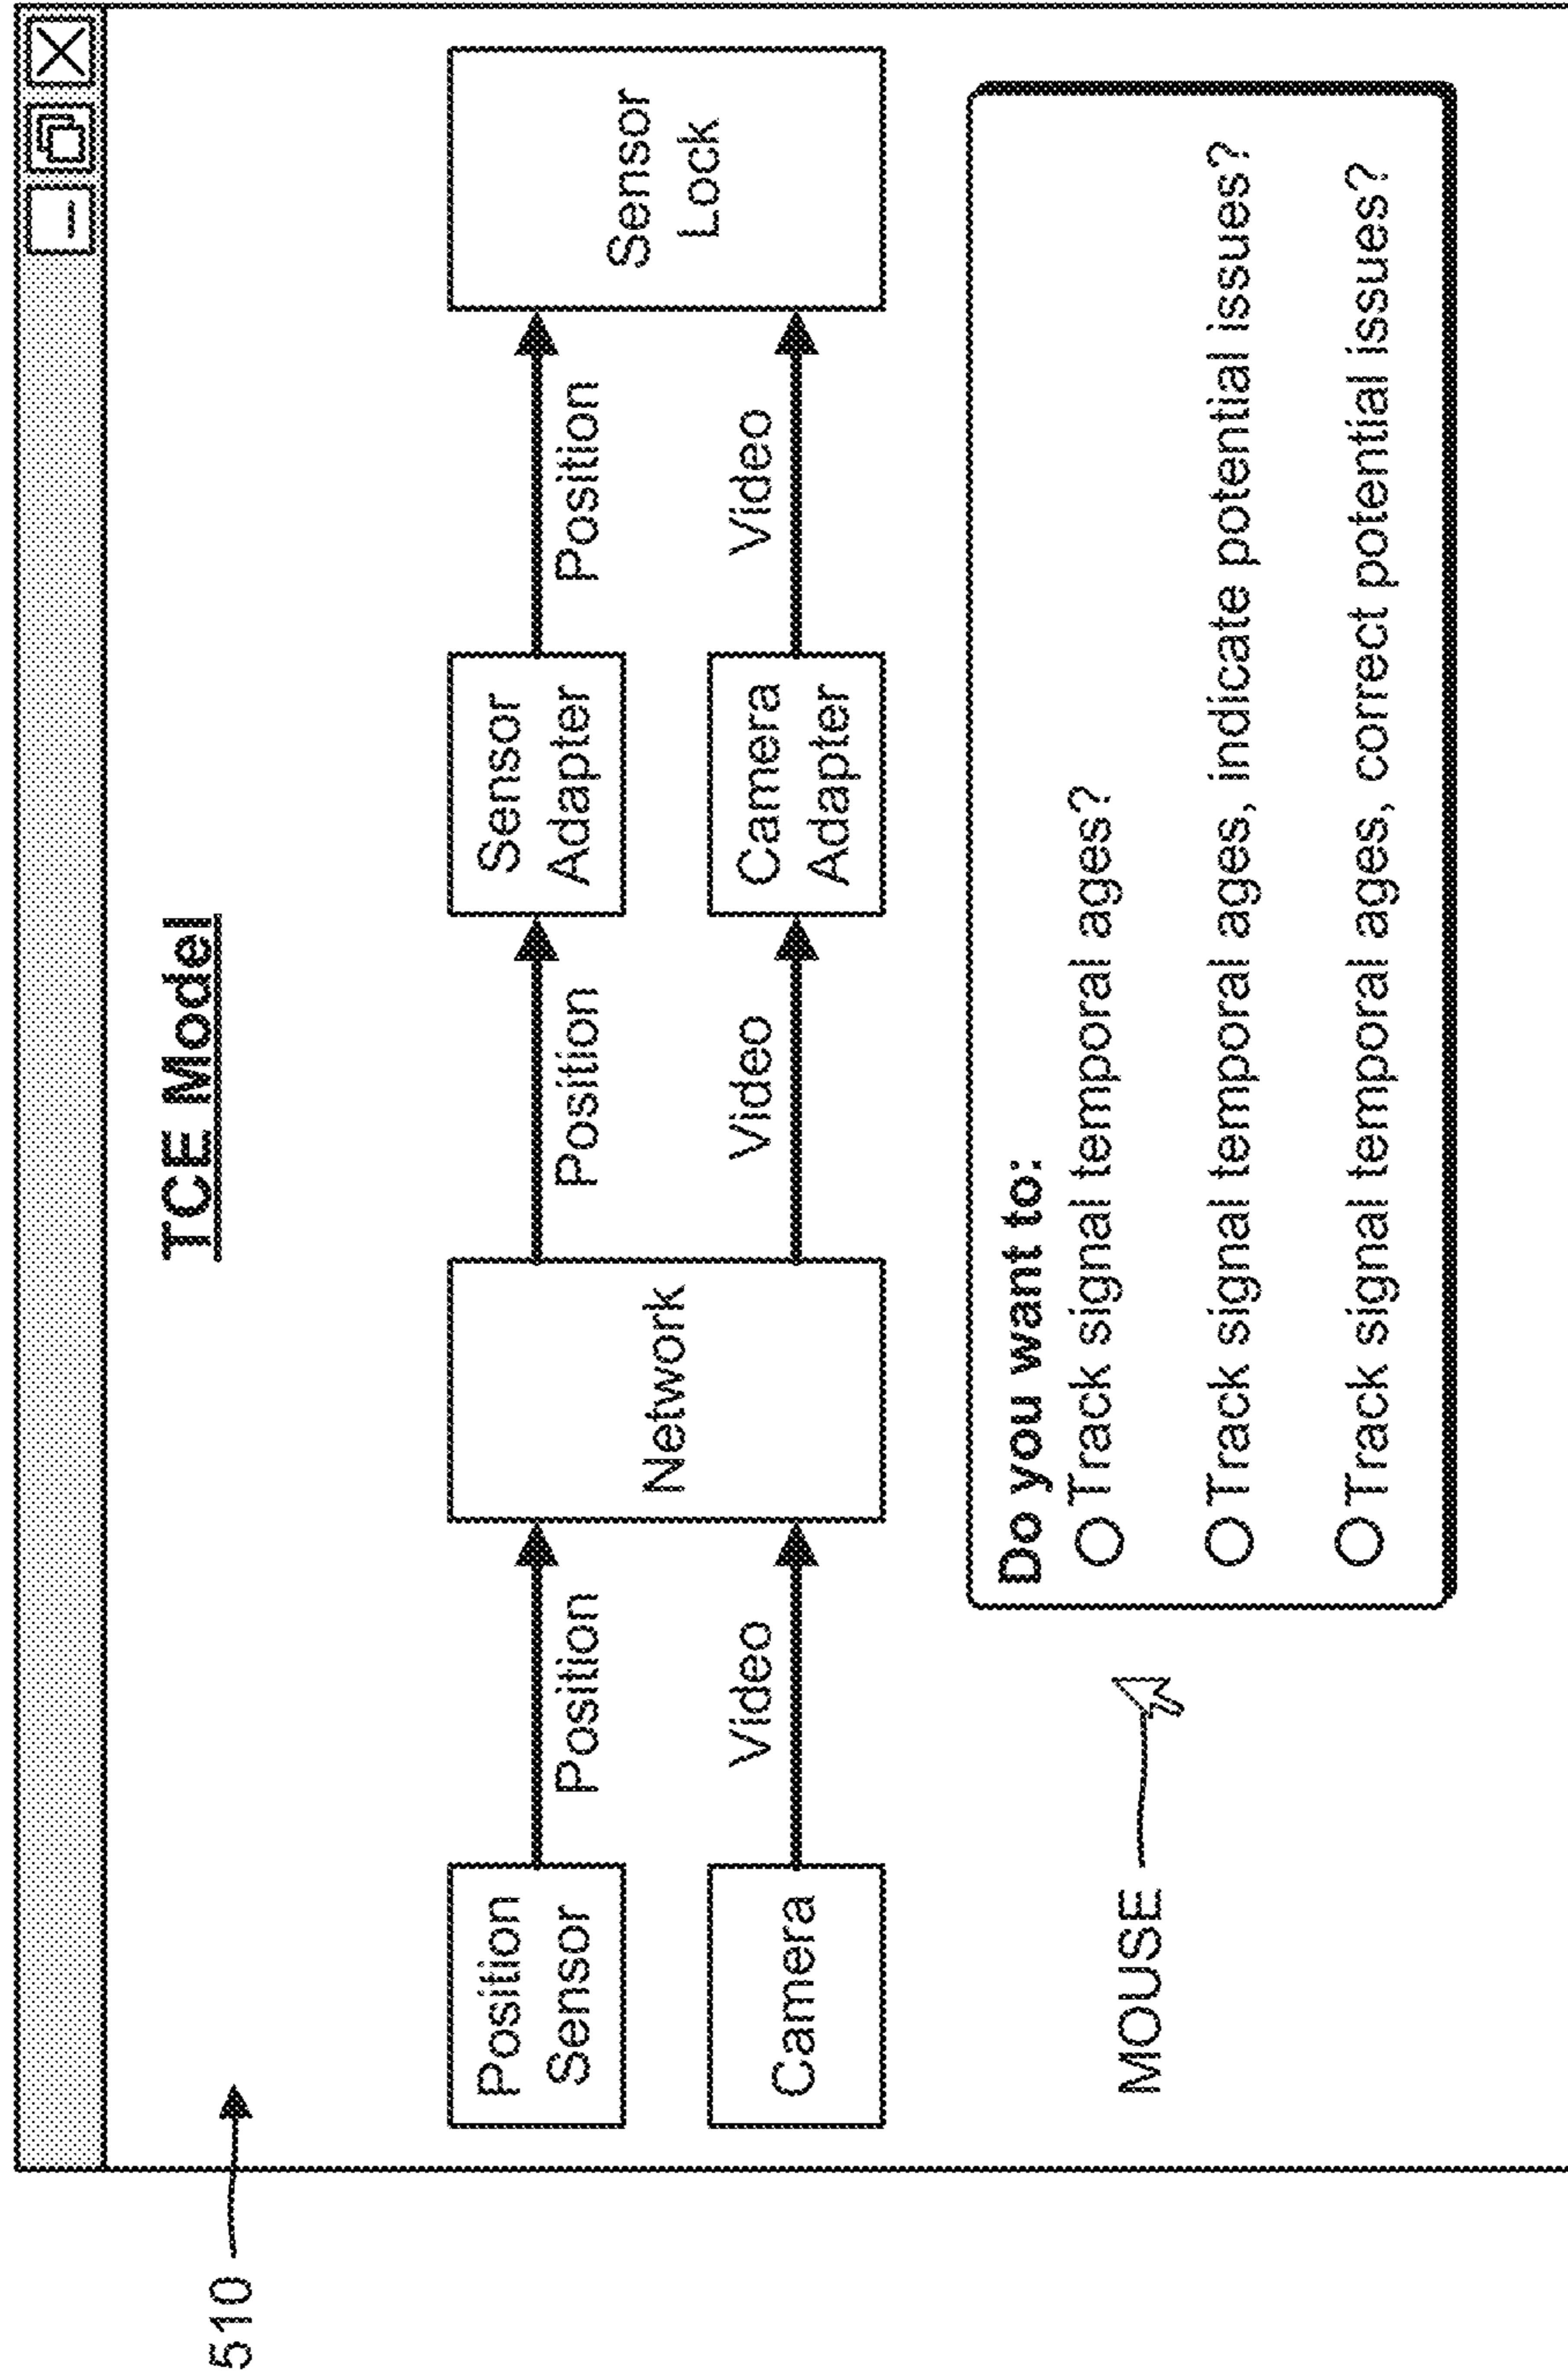 510
TCE Model
Position
Sensor
Position
Network
Position
Sensor
Adapter
Position
Sensor
Lock
Camera
Video
Video
Camera
Adapter
Video
Do you want to:
Track signal temporal ages?
Track signal temporal ages, indicate potential issues?
Track signal temporal ages, correct potential issues?
MOUSE